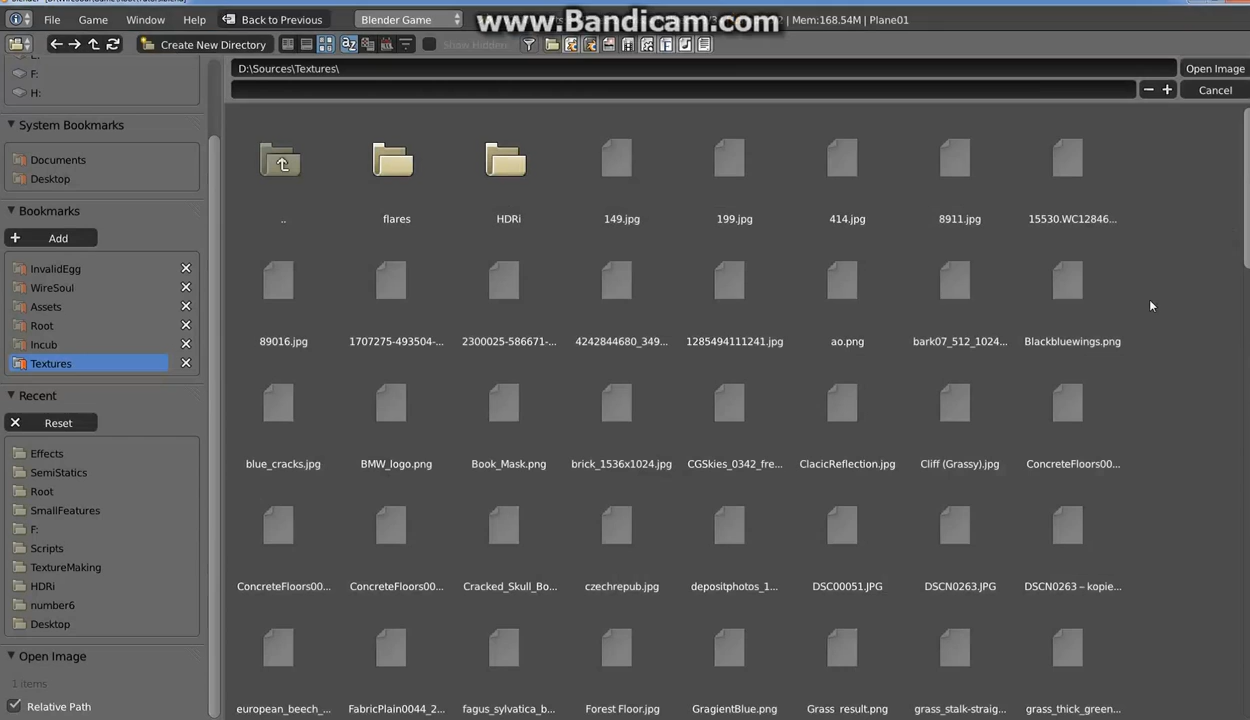 www.Bandicam.com
File Game Window Help Back to Previous Blender Game Mem:168.54M | Plane01
Create New Directory Show Hidden
D:\Sources\Textures\ Open Image
Cancel
F:
H:
System Bookmarks
Documents
Desktop
Bookmarks
Add
InvalidEgg
WireSoul
Assets
Root
Incub
Textures
Recent
Reset
Effects
SemiStatics
Root
SmallFeatures
F:
Scripts
TextureMaking
HDRi
number6
Desktop
Open Image
1 items
Relative Path
.. flares HDRi 149.jpg 199.jpg 414.jpg 8911.jpg 15530.WC12846...
89016.jpg 1707275-493504-... 2300025-586671-... 4242844680_349... 1285494111241.jpg ao.png bark07_512_1024... Blackbluewings.png
blue_cracks.jpg BMW_logo.png Book_Mask.png brick_1536x1024.jpg CGSkies_0342_fre... ClacicReflection.jpg Cliff (Grassy).jpg ConcreteFloors00...
ConcreteFloors00... ConcreteFloors00... Cracked_Skull_Bo... czechrepub.jpg depositphotos_1... DSC00051.JPG DSCN0263.JPG DSCN0263 – kopie...
european_beech_... FabricPlain0044_2... fagus_sylvatica_b... Forest Floor.jpg GragientBlue.png Grass_result.png grass_stalk-straig... grass_thick_green...